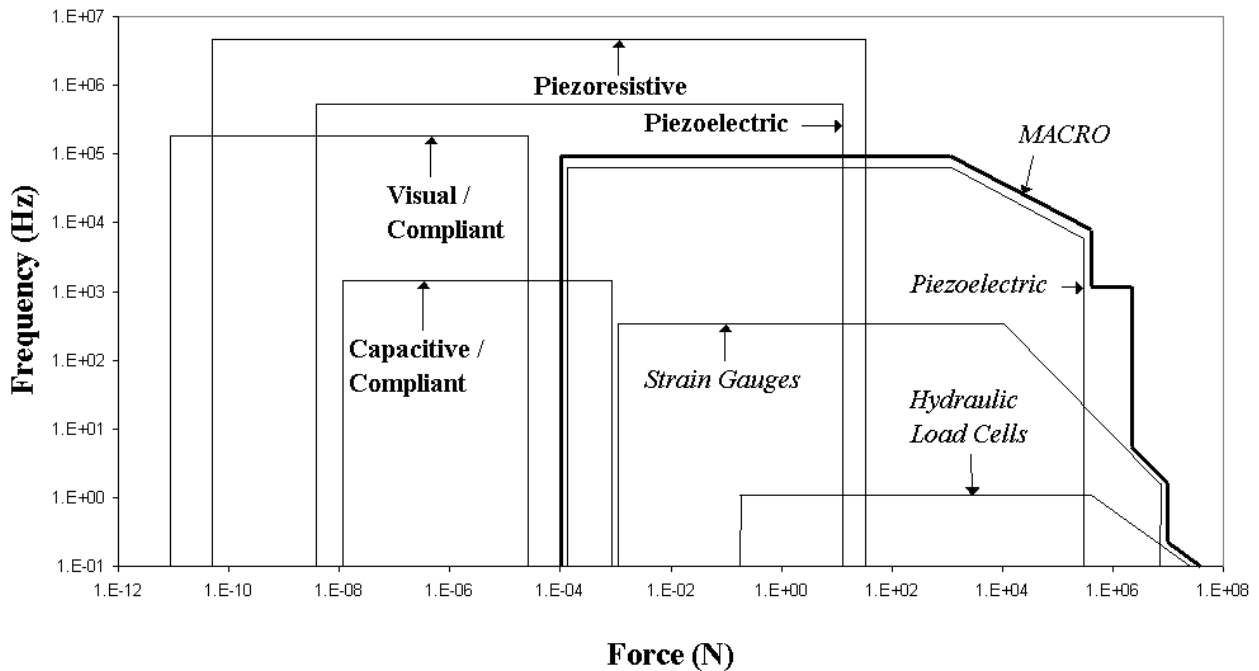 1.E+07
1.E+06
1.E+05
1.E+04
1.E+03
1.E+02
1.E+01
1.E+00
1.E-01
Frequency (Hz)
Piezoresistive
Piezoelectric
MACRO
Visual /
Compliant
Piezoelectric
Capacitive /
Compliant
Strain Gauges
Hydraulic
Load Cells
1.E-12 1.E-10 1.E-08 1.E-06 1.E-04 1.E-02 1.E+00 1.E+02 1.E+04 1.E+06 1.E+08
Force (N)